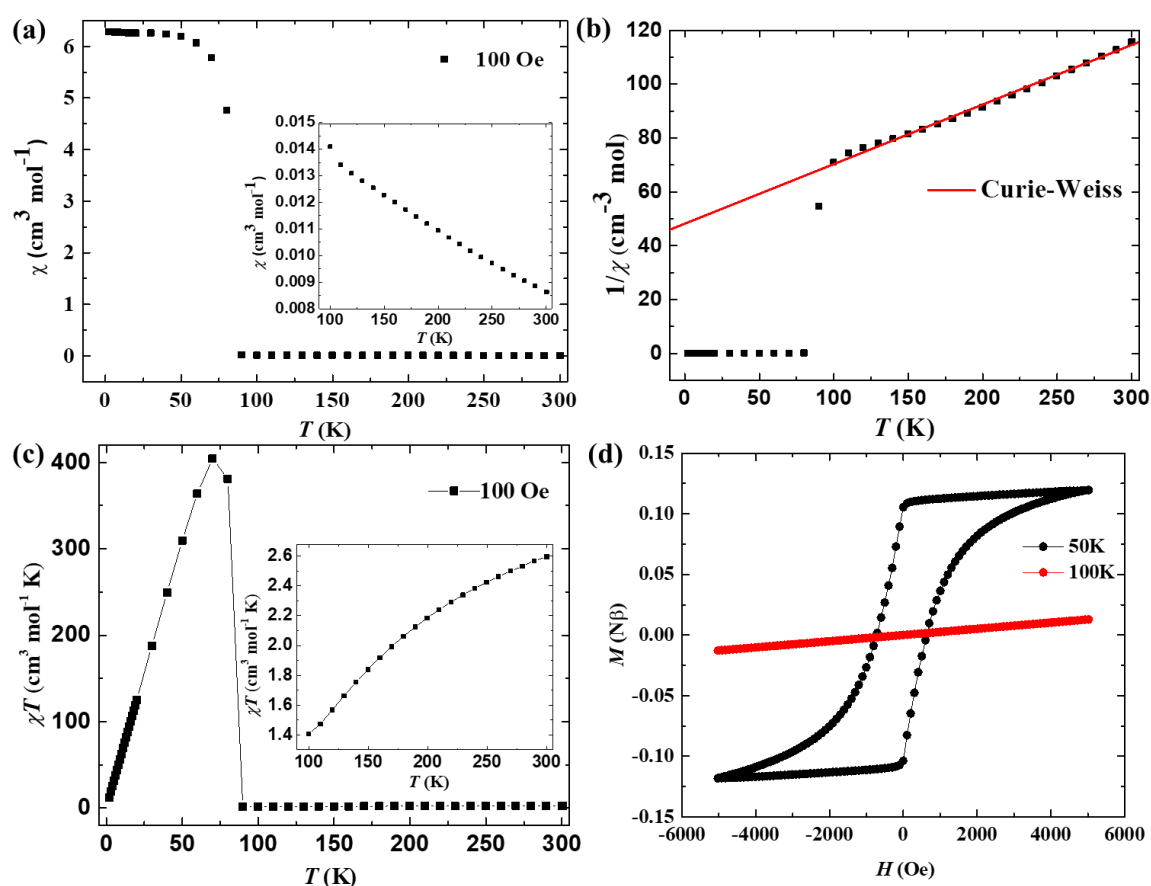 (a)
100 Oe
χ (cm³ mol⁻¹)
6
5
4
3
2
1
0
0 50 100 150 200 250 300
T (K)
χ (cm³ mol⁻¹)
0.015
0.014
0.013
0.012
0.011
0.010
0.009
0.008
100 150 200 250 300
T (K)
(b)
1/χ (cm⁻³ mol)
120
100
80
60
40
20
0
Curie-Weiss
0 50 100 150 200 250 300
T (K)
(c)
100 Oe
χT (cm³ mol⁻¹ K)
400
300
200
100
0
0 50 100 150 200 250 300
T (K)
χT (cm³ mol⁻¹ K)
2.6
2.4
2.2
2.0
1.8
1.6
1.4
100 150 200 250 300
T (K)
(d)
M (Nβ)
0.15
0.10
0.05
0.00
-0.05
-0.10
-0.15
50K
100K
-6000 -4000 -2000 0 2000 4000 6000
H (Oe)